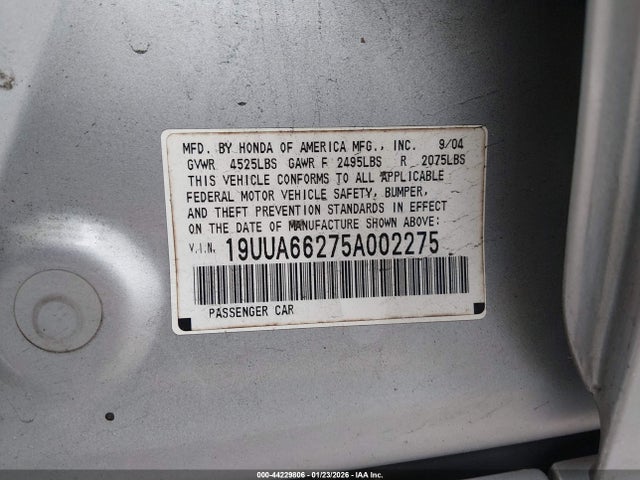 MFD. BY HONDA OF AMERICA MFG., INC. 9/04
GVWR 4525LBS GAWR F 2495LBS R 2075LBS
THIS VEHICLE CONFORMS TO ALL APPLICABLE
FEDERAL MOTOR VEHICLE SAFETY, BUMPER,
AND THEFT PREVENTION STANDARDS IN EFFECT
ON THE DATE OF MANUFACTURE SHOWN ABOVE:
V.I.N. 19UUA66275A002275
PASSENGER CAR
000-44229806 - 01/23/2026 - IAA Inc.